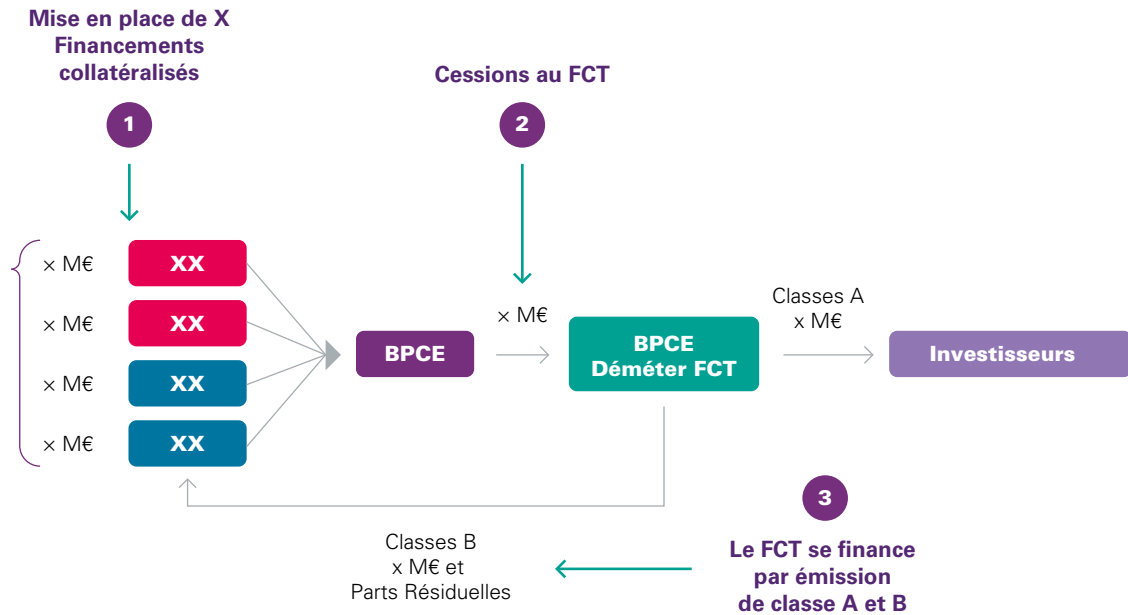 Mise en place de X
Financements
collatéralisés
1
Cessions au FCT
2
× M€
XX
× M€
XX
× M€
XX
× M€
XX
BPCE
× M€
BPCE
Déméter FCT
Classes A
x M€
Investisseurs
3
Le FCT se finance
par émission
de classe A et B
Classes B
x M€ et
Parts Résiduelles